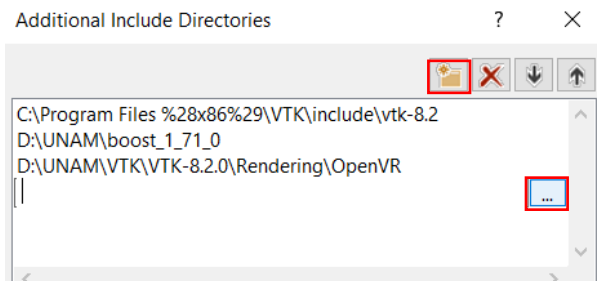 Additional Include Directories ? ×
C:\Program Files %28x86%29\VTK\include\vtk-8.2
D:\UNAM\boost_1_71_0
D:\UNAM\VTK\VTK-8.2.0\Rendering\OpenVR
...